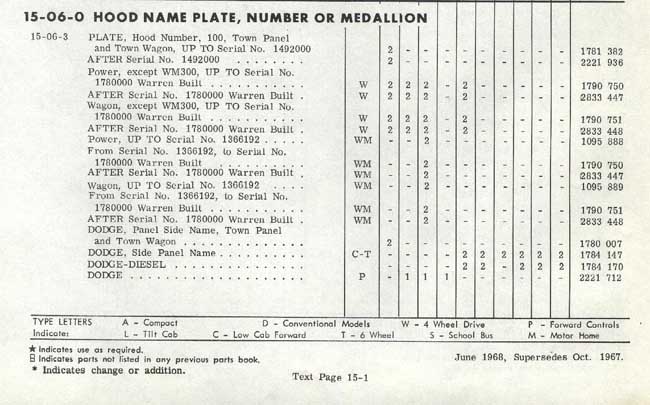 15-06-0 HOOD NAME PLATE, NUMBER OR MEDALLION
15-06-3 PLATE, Hood Number, 100, Town Panel
and Town Wagon, UP TO Serial No. 1492000 2 - - - - - - - - 1781 382
AFTER Serial No. 1492000 . . . . . . . . . 2 - - - - - - - - 2221 936
Power, except WM300, UP TO Serial No.
1780000 Warren Built . . . . . . . . . . . W 2 2 2 - 2 - - - - 1790 750
AFTER Serial No. 1780000 Warren Built . W 2 2 2 - 2 - - - - 2833 447
Wagon, except WM300, UP TO Serial No.
1780000 Warren Built . . . . . . . . . . . W 2 2 2 - 2 - - - - 1790 751
AFTER Serial No. 1780000 Warren Built . W 2 2 2 - 2 - - - - 2833 448
Power, UP TO Serial No. 1366192 . . . . . WM - - 2 - - - - - - 1095 888
From Serial No. 1366192, to Serial No.
1780000 Warren Built . . . . . . . . . . . WM - - 2 - - - - - - 1790 750
AFTER Serial No. 1780000 Warren Built . WM - - 2 - - - - - - 2833 447
Wagon, UP TO Serial No. 1366192 . . . . WM - - 2 - - - - - - 1095 889
From Serial No. 1366192, to Serial No.
1780000 Warren Built . . . . . . . . . . . WM - - 2 - - - - - - 1790 751
AFTER Serial No. 1780000 Warren Built . WM - - 2 - - - - - - 2833 448
DODGE, Panel Side Name, Town Panel
and Town Wagon . . . . . . . . . . . . . . 2 - - - - - - - - 1780 007
DODGE, Side Panel Name . . . . . . . . . . C-T - - - - 2 2 2 2 2 2 1784 147
DODGE-DIESEL . . . . . . . . . . . . . . . - - - - 2 2 - 2 2 2 1784 170
DODGE . . . . . . . . . . . . . . . . . . . P - 1 1 1 - - - - - - 2221 712
TYPE LETTERS A - Compact D - Conventional Models W - 4 Wheel Drive P - Forward Controls
Indicate: L - Tilt Cab C - Low Cab Forward T - 6 Wheel S - School Bus M - Motor Home
★ Indicates use as required.
Indicates parts not listed in any previous parts book. June 1968, Supersedes Oct. 1967.
* Indicates change or addition.
Text Page 15-1